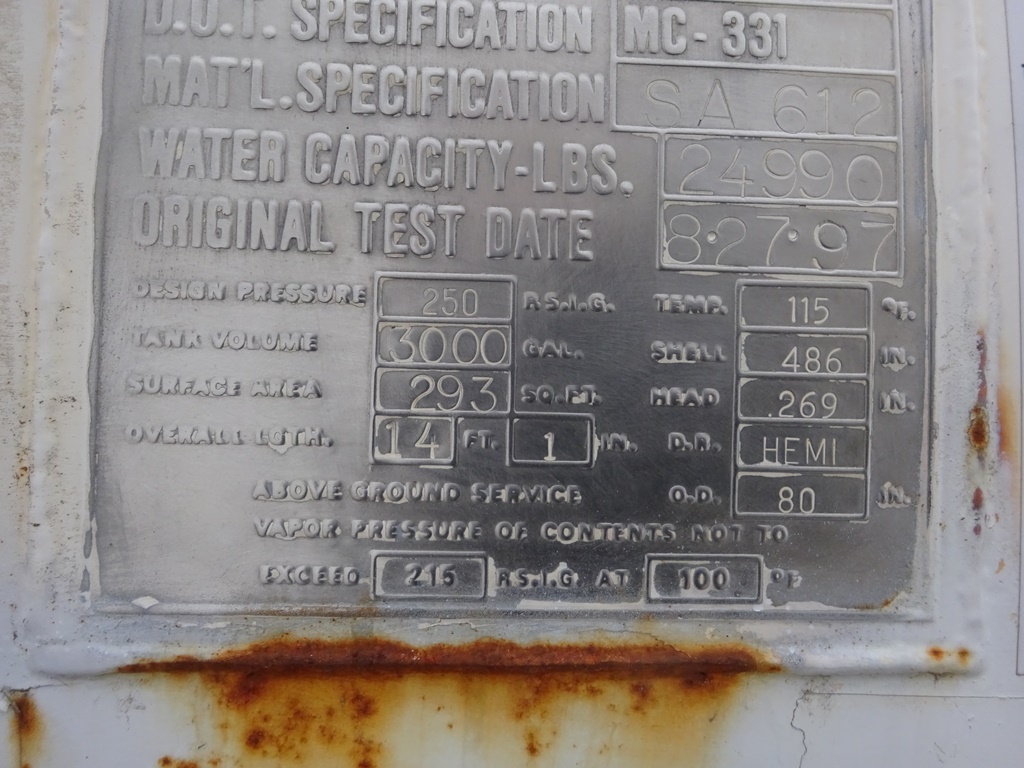 D.O.T. SPECIFICATION MC-331
MAT'L. SPECIFICATION SA 612
WATER CAPACITY-LBS. 24990
ORIGINAL TEST DATE 8·27·97
DESIGN PRESSURE 250 P.S.I.G. TEMP. 115 °F.
TANK VOLUME 3000 GAL. SHELL .486 IN.
SURFACE AREA 293 SQ.FT. HEAD .269 IN.
OVERALL LGTH. 14 FT. 1 IN. D.R. HEMI
ABOVE GROUND SERVICE O.D. 80 IN.
VAPOR PRESSURE OF CONTENTS NOT TO
EXCEED 215 P.S.I.G AT 100 °F